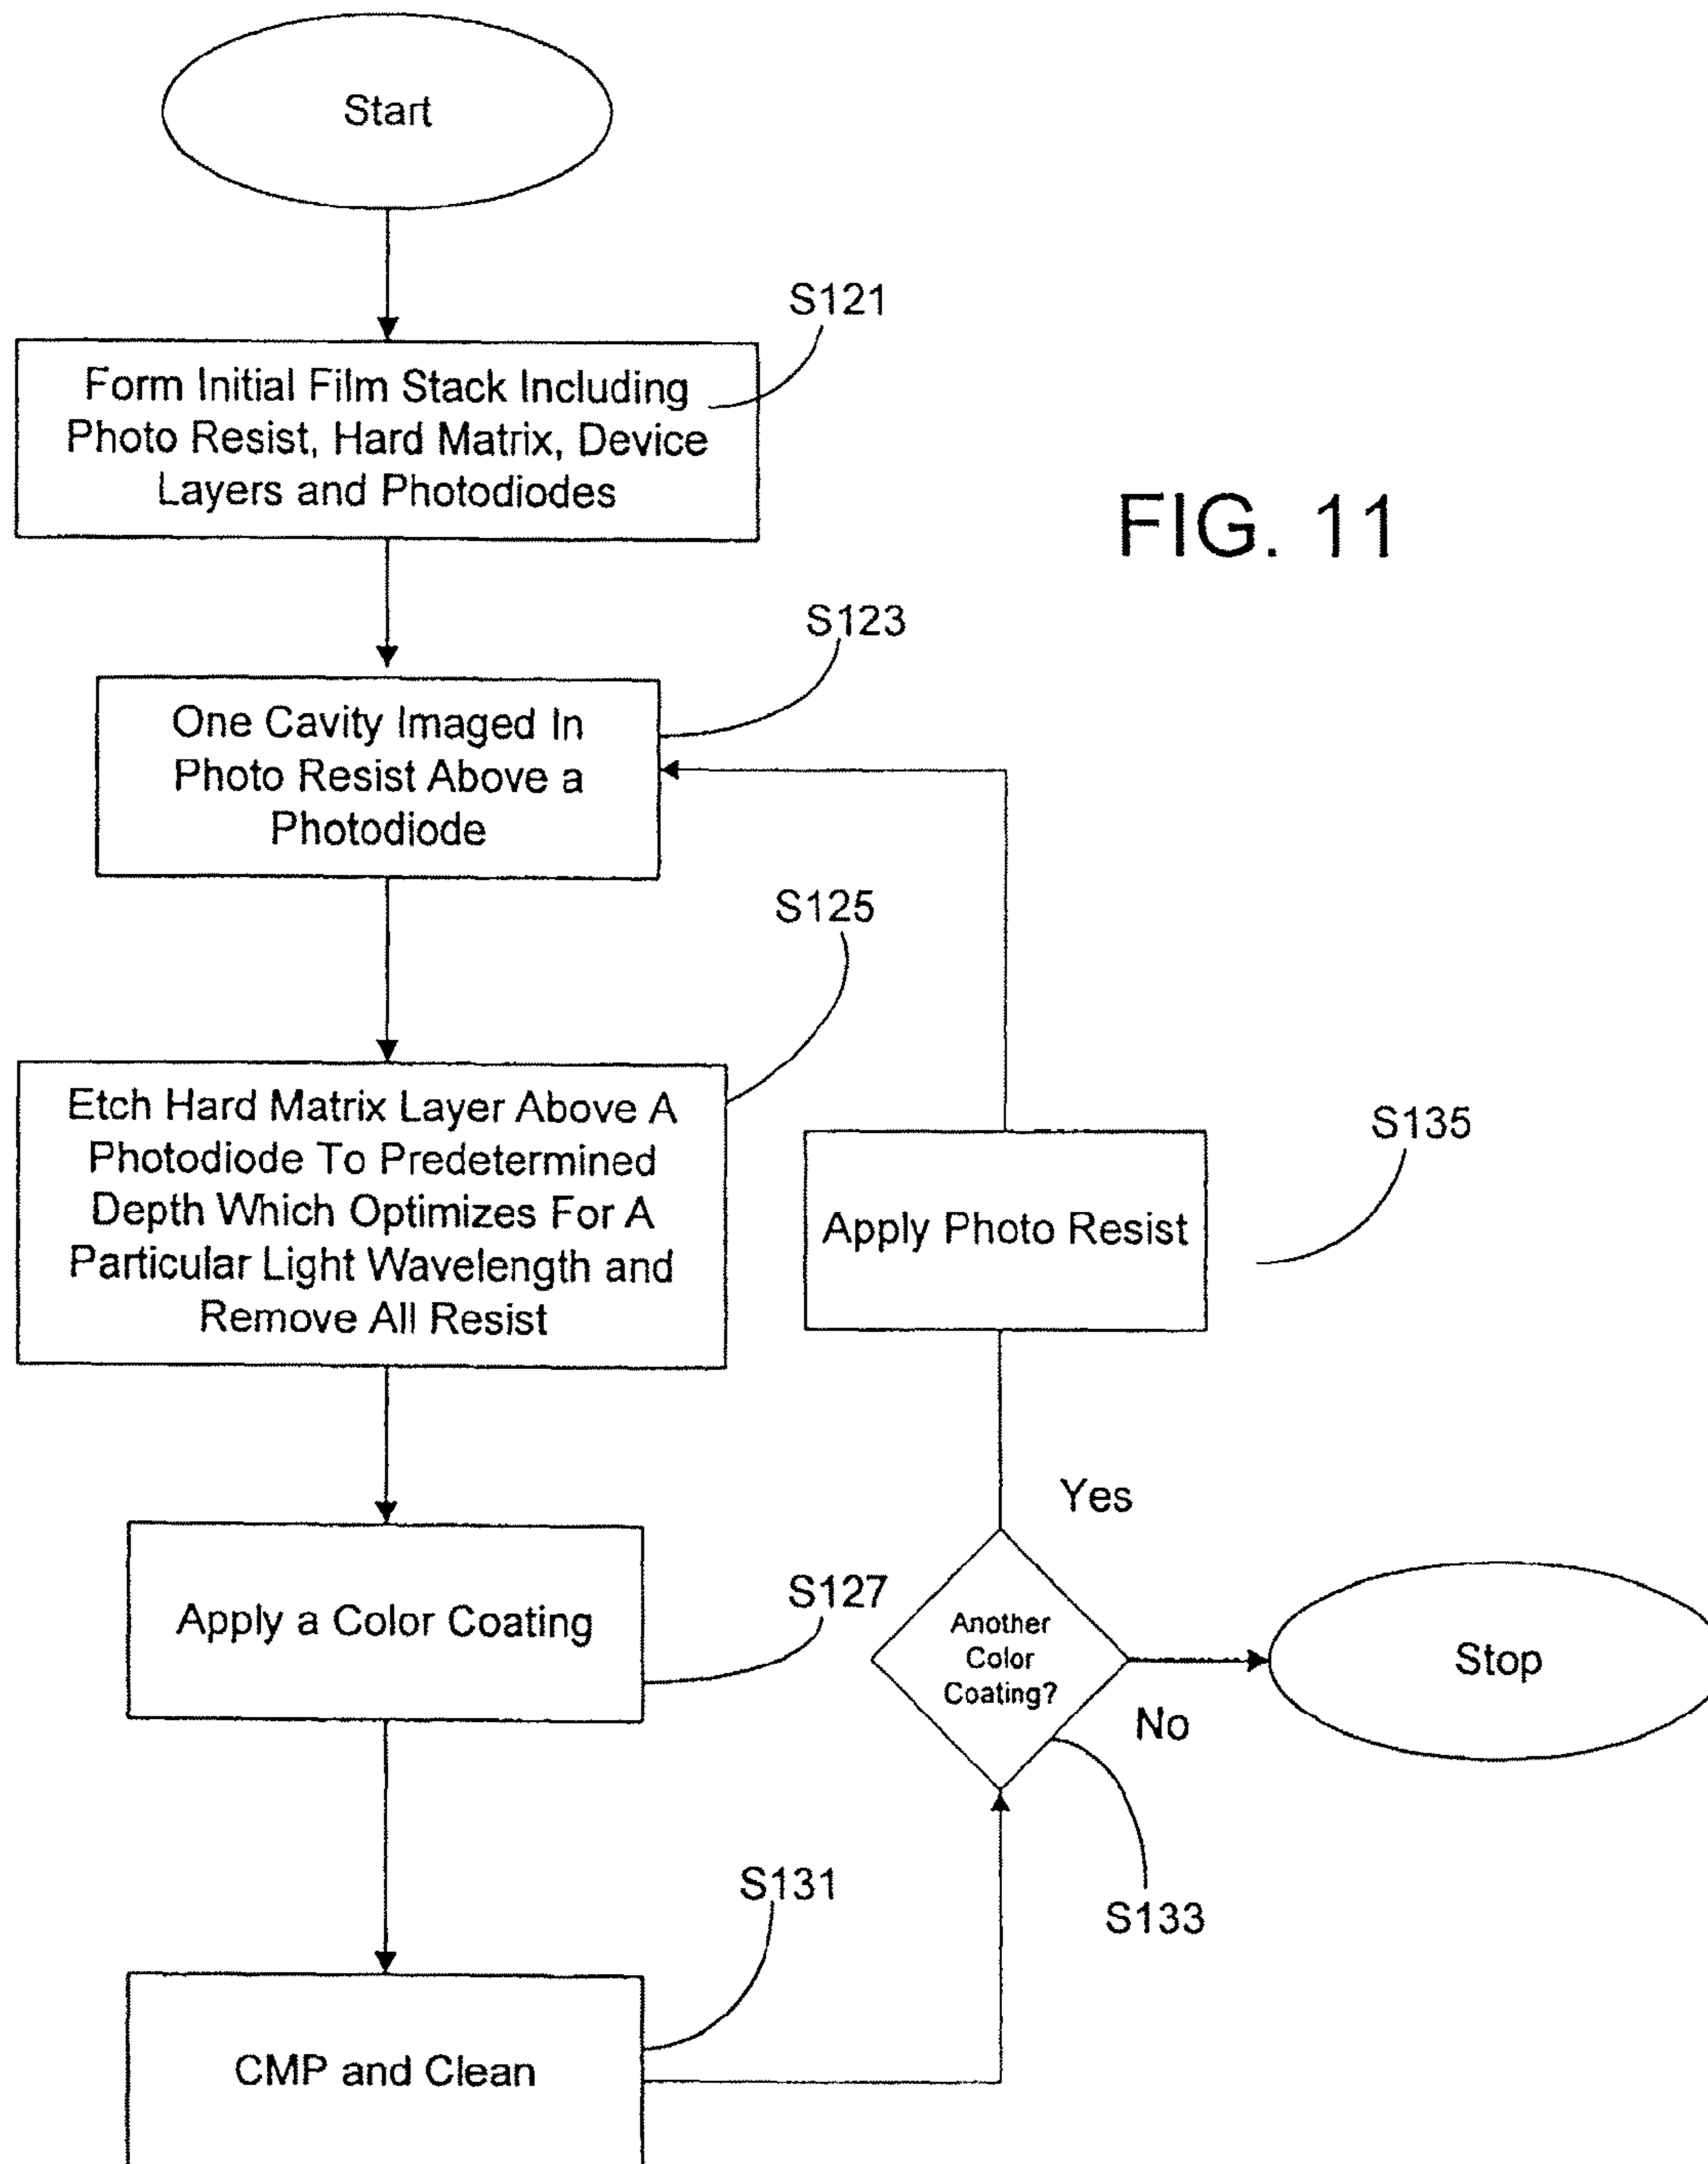 Start
S121
Form Initial Film Stack Including
Photo Resist, Hard Matrix, Device
Layers and Photodiodes
FIG. 11
S123
One Cavity Imaged In
Photo Resist Above a
Photodiode
S125
Etch Hard Matrix Layer Above A
Photodiode To Predetermined
Depth Which Optimizes For A
Particular Light Wavelength and
Remove All Resist
S135
Apply Photo Resist
Yes
S127
Apply a Color Coating
Another
Color
Coating?
No
Stop
S131
S133
CMP and Clean